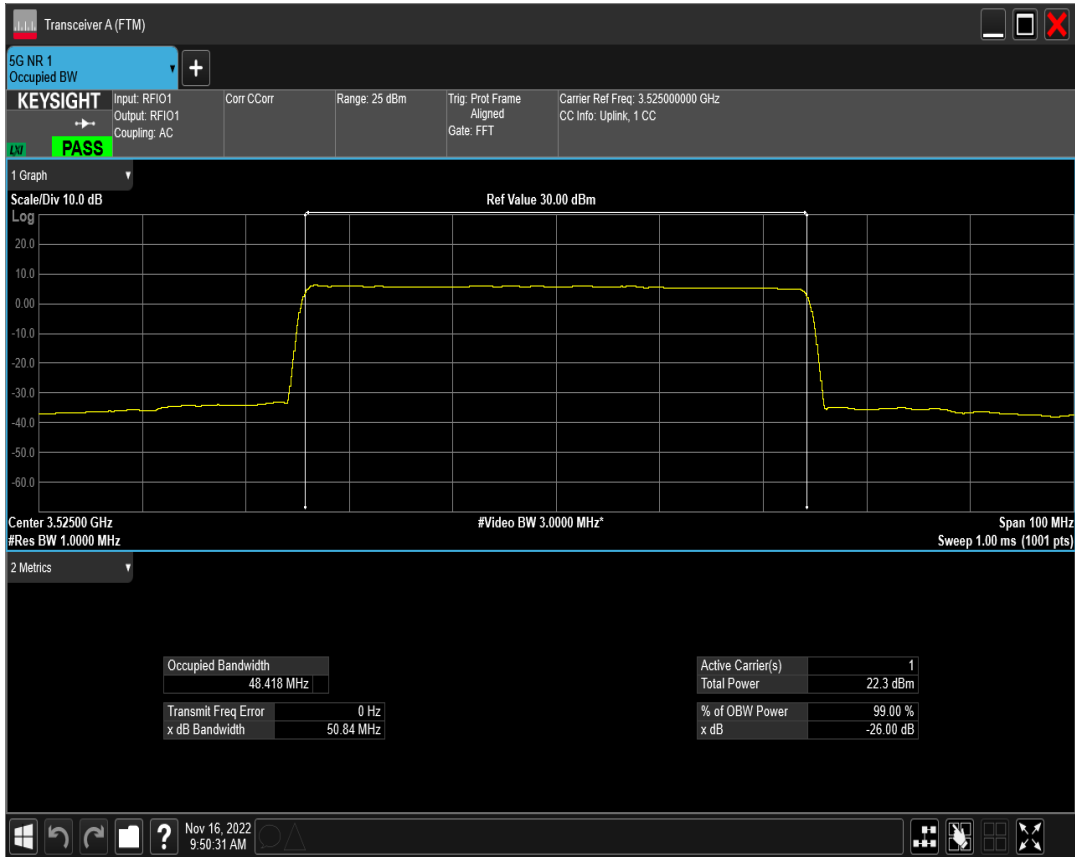 Transceiver A (FTM)
5G NR 1
Occupied BW
+
KEYSIGHT
LXI
PASS
Input: RFIO1
Output: RFIO1
Coupling: AC
Corr CCorr
Range: 25 dBm
Trig: Prot Frame
Aligned
Gate: FFT
Carrier Ref Freq: 3.525000000 GHz
CC Info: Uplink, 1 CC
1 Graph
Scale/Div 10.0 dB
Ref Value 30.00 dBm
Log
20.0
10.0
0.00
-10.0
-20.0
-30.0
-40.0
-50.0
-60.0
Center 3.52500 GHz
#Video BW 3.0000 MHz*
Span 100 MHz
#Res BW 1.0000 MHz
Sweep 1.00 ms (1001 pts)
2 Metrics
Occupied Bandwidth
48.418 MHz
Transmit Freq Error 0 Hz
x dB Bandwidth 50.84 MHz
Active Carrier(s) 1
Total Power 22.3 dBm
% of OBW Power 99.00 %
x dB -26.00 dB
?
Nov 16, 2022
9:50:31 AM